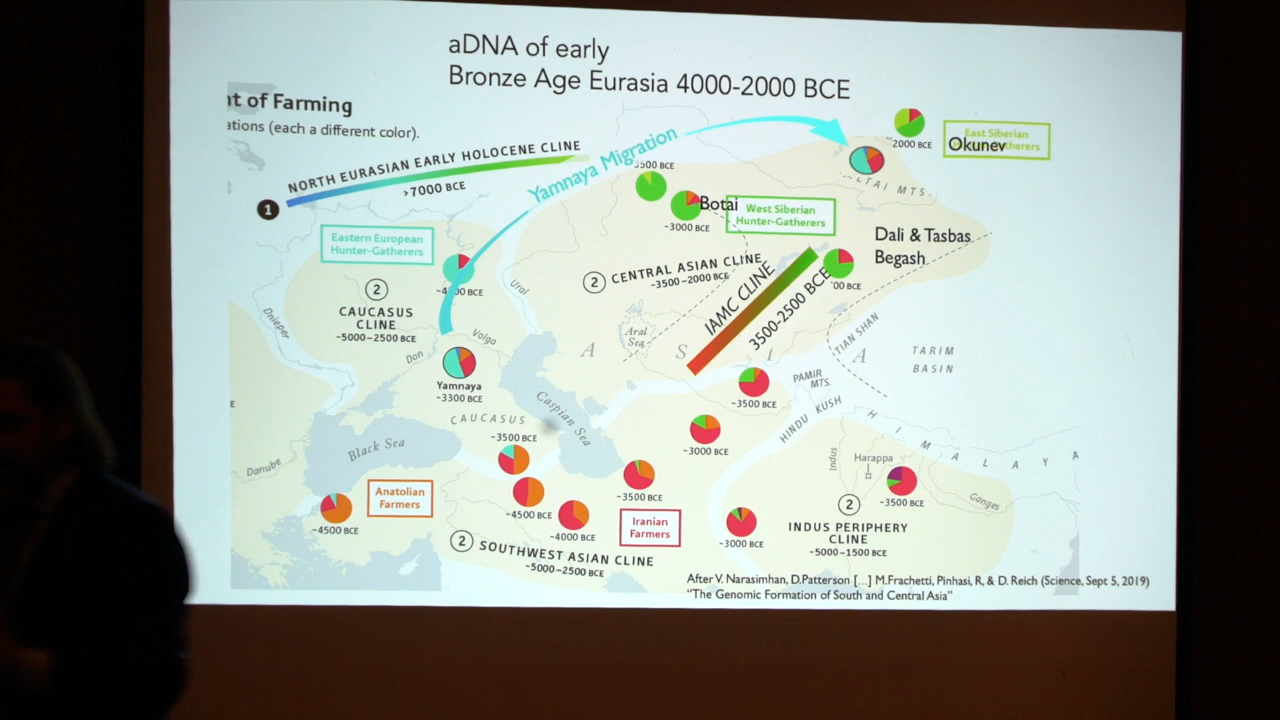 aDNA of early
Bronze Age Eurasia 4000-2000 BCE
t of Farming
ations (each a different color).
NORTH EURASIAN EARLY HOLOCENE CLINE
>7000 BCE
1
Yamnaya Migration
2000 BCE
East Siberian
Okunev
3500 BCE
TAI MTS.
Botai
~3000 BCE
West Siberian
Hunter-Gatherers
Dali & Tasbas
Begash
Eastern European
Hunter-Gatherers
2
CENTRAL ASIAN CLINE
~3500–2000 BCE
00 BCE
IAMC CLINE
3500-2500 BCE
'00 BCE
2
CAUCASUS
CLINE
~5000–2500 BCE
Ural
Dnieper
Volga
Don
Aral
Sea
A S I A
TIAN SHAN
TARIM
BASIN
Yamnaya
~3300 BCE
PAMIR
MTS.
~3500 BCE
HINDU KUSH
HIMALAYA
E
CAUCASUS
Caspian Sea
~3500 BCE
Black Sea
~3000 BCE
Danube
Indus
Harappa
Ganges
Anatolian
Farmers
~4500 BCE
~4500 BCE
~4000 BCE
~3500 BCE
Iranian
Farmers
~3000 BCE
~3500 BCE
2
INDUS PERIPHERY
CLINE
~5000–1500 BCE
2
SOUTHWEST ASIAN CLINE
~5000–2500 BCE
After V. Narasimhan, D.Patterson [...] M.Frachetti, Pinhasi, R, & D. Reich (Science, Sept 5, 2019)
"The Genomic Formation of South and Central Asia"